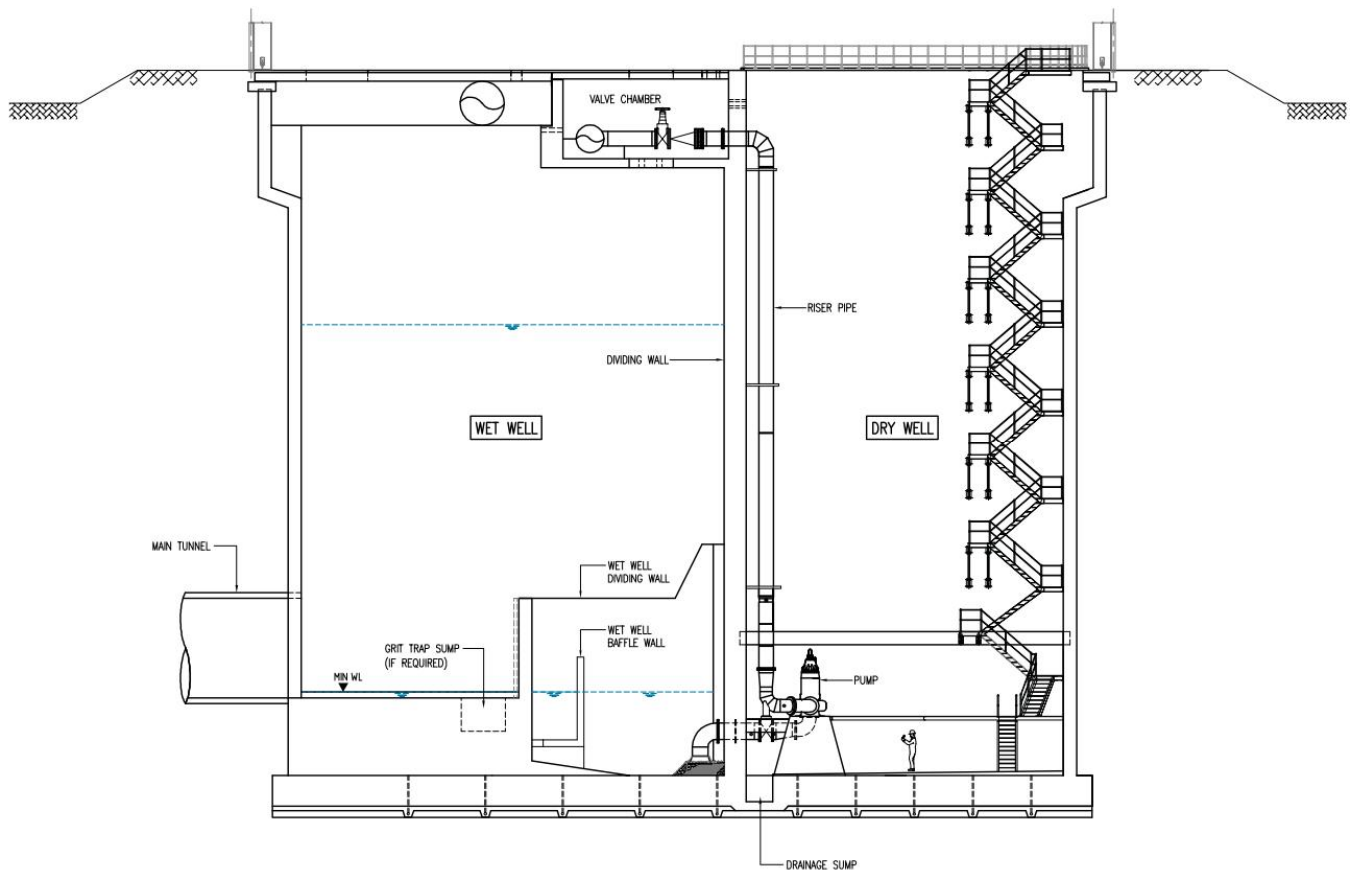 VALVE CHAMBER
RISER PIPE
DIVIDING WALL
WET WELL
DRY WELL
MAIN TUNNEL
WET WELL
DIVIDING WALL
WET WELL
BAFFLE WALL
GRIT TRAP SUMP
(IF REQUIRED)
MIN WL
PUMP
DRAINAGE SUMP